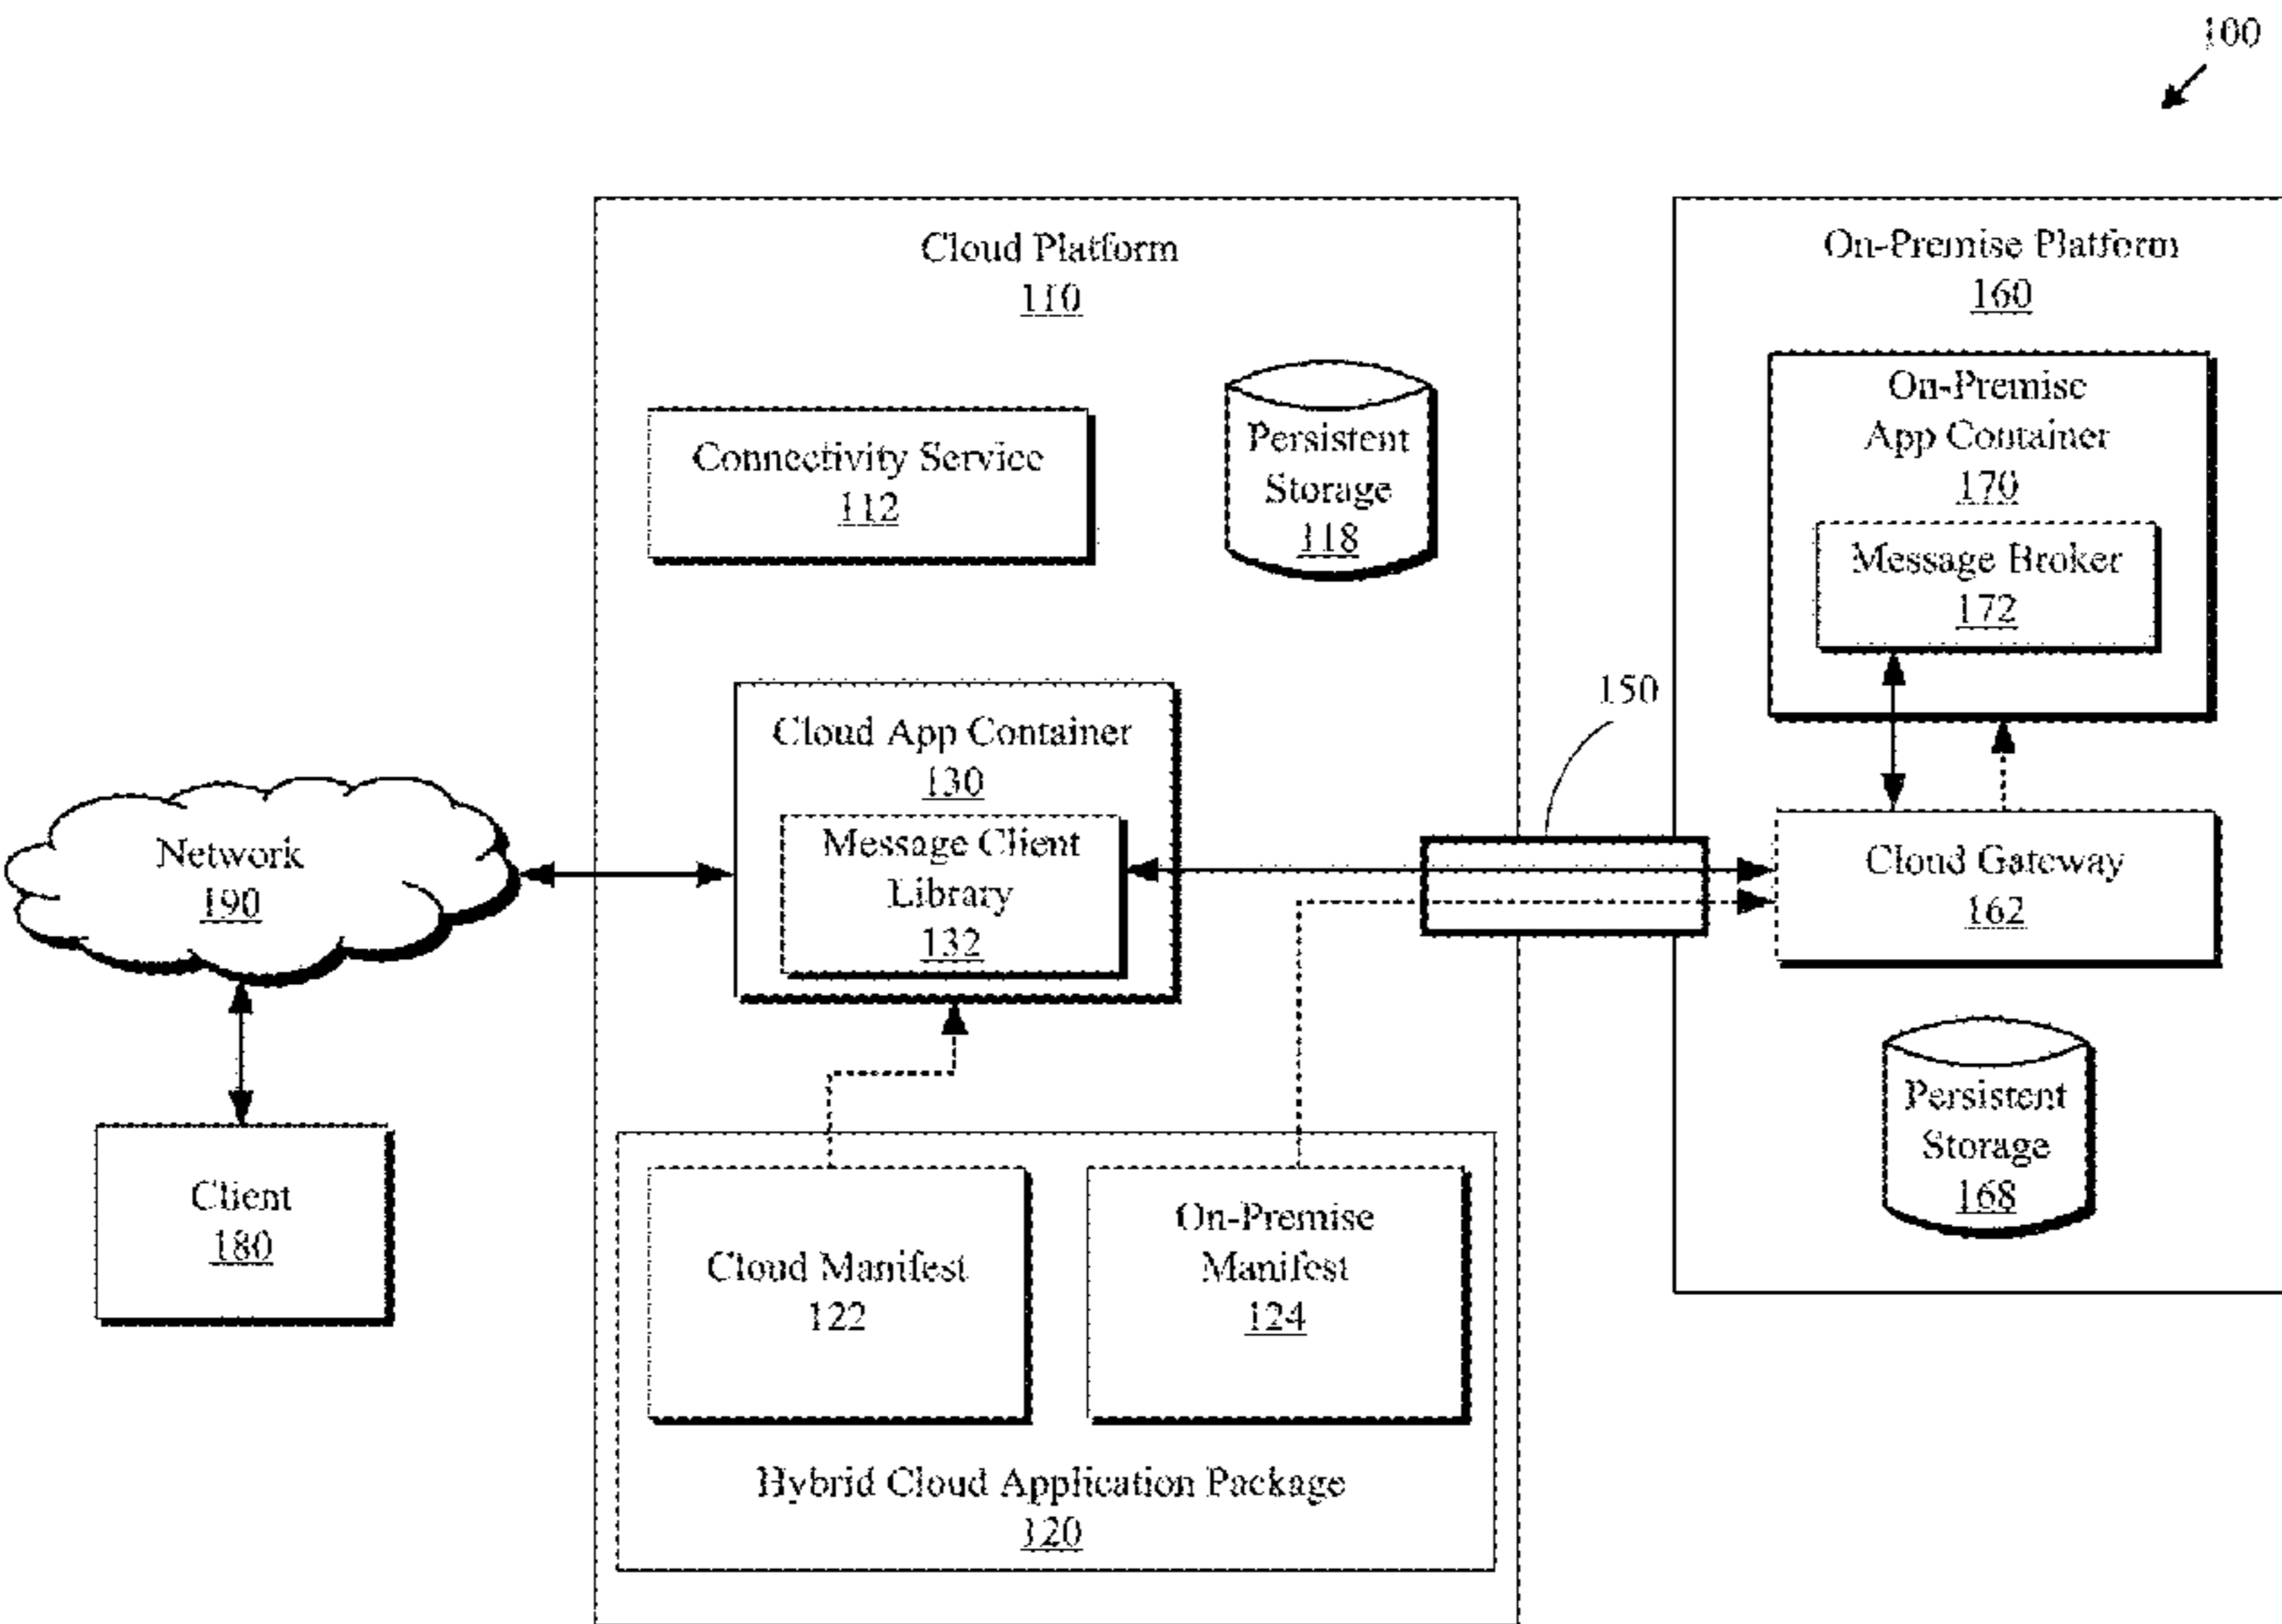 100
Cloud Platform
110
On-Premise Platform
160
Connectivity Service
112
Persistent
Storage
118
On-Premise
App Container
170
Message Broker
172
150
Cloud App Container
130
Message Client
Library
132
Network
190
Cloud Gateway
162
Persistent
Storage
168
Client
180
Cloud Manifest
122
On-Premise
Manifest
124
Hybrid Cloud Application Package
120